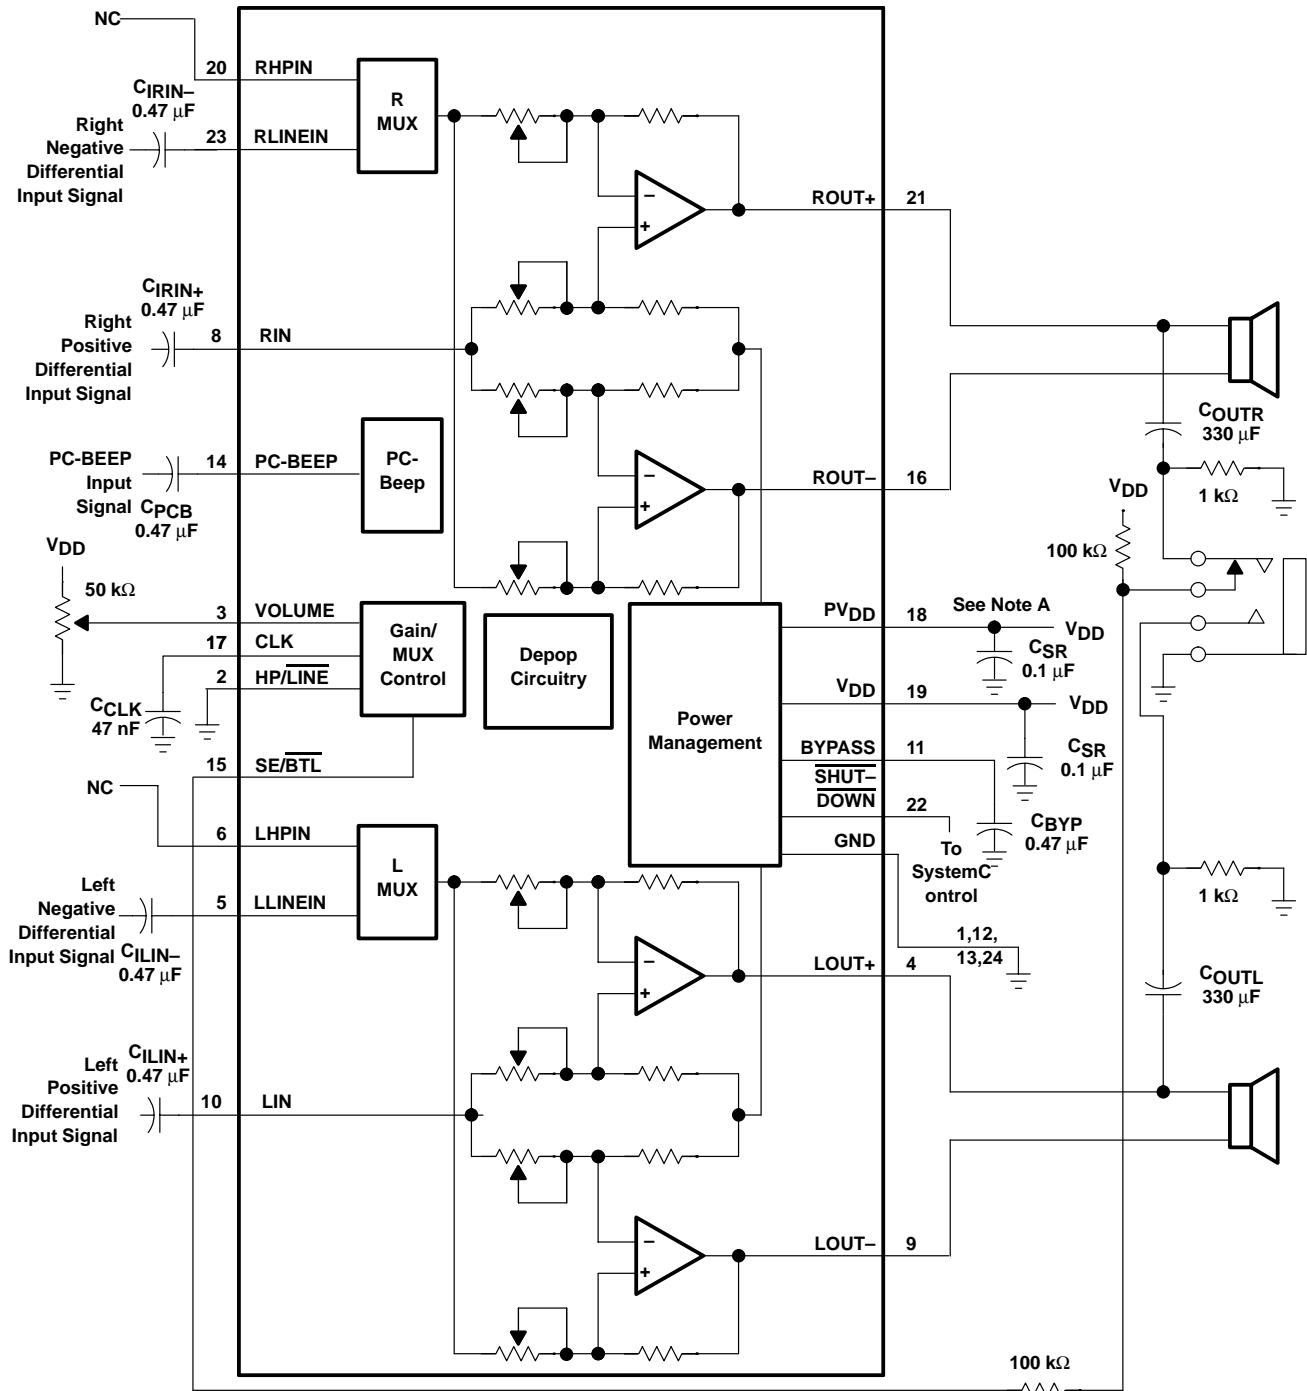 NC
20 RHPIN
CIRIN–
0.47 µF
Right
Negative
Differential
Input Signal
23 RLINEIN
R
MUX
–
+
ROUT+ 21
CIRIN+
0.47 µF
Right
Positive
Differential
Input Signal
8 RIN
COUTR
330 µF
1 kΩ
PC-BEEP
Input
Signal
14 PC-BEEP
CPCB
0.47 µF
PC-
Beep
–
+
ROUT– 16
VDD
100 kΩ
VDD
50 kΩ
3 VOLUME
17 CLK
2 HP/LINE
CCLK
47 nF
15 SE/BTL
Gain/
MUX
Control
Depop
Circuitry
Power
Management
PVDD 18
See Note A
VDD
CSR
0.1 µF
VDD 19
VDD
CSR
0.1 µF
BYPASS 11
SHUT–
DOWN 22
GND
To
SystemC
ontrol
CBYP
0.47 µF
1,12,
13,24
NC
6 LHPIN
Left
Negative
Differential
Input Signal
5 LLINEIN
CILIN–
0.47 µF
L
MUX
–
+
LOUT+ 4
1 kΩ
COUTL
330 µF
CILIN+
0.47 µF
Left
Positive
Differential
Input Signal
10 LIN
–
+
LOUT– 9
100 kΩ